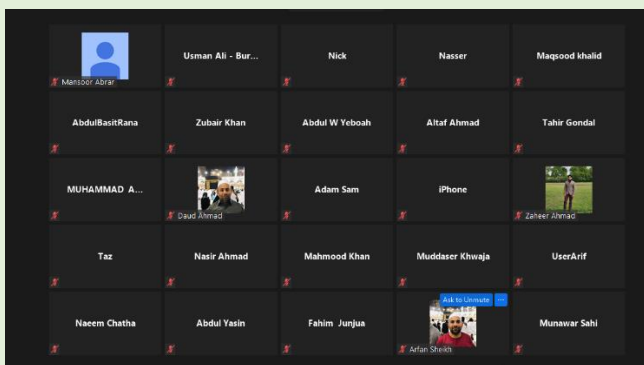 Mansoor Abrar
Usman Ali - Bur...
Nick
Nasser
Maqsood khalid
AbdulBasitRana
Zubair Khan
Abdul W Yeboah
Altaf Ahmad
Tahir Gondal
MUHAMMAD A...
Daud Ahmad
Adam Sam
iPhone
Zaheer Ahmad
Taz
Nasir Ahmad
Mahmood Khan
Muddaser Khwaja
UserArif
Naeem Chatha
Abdul Yasin
Fahim Junjua
Ask to Unmute
Arfan Sheikh
Munawar Sahi